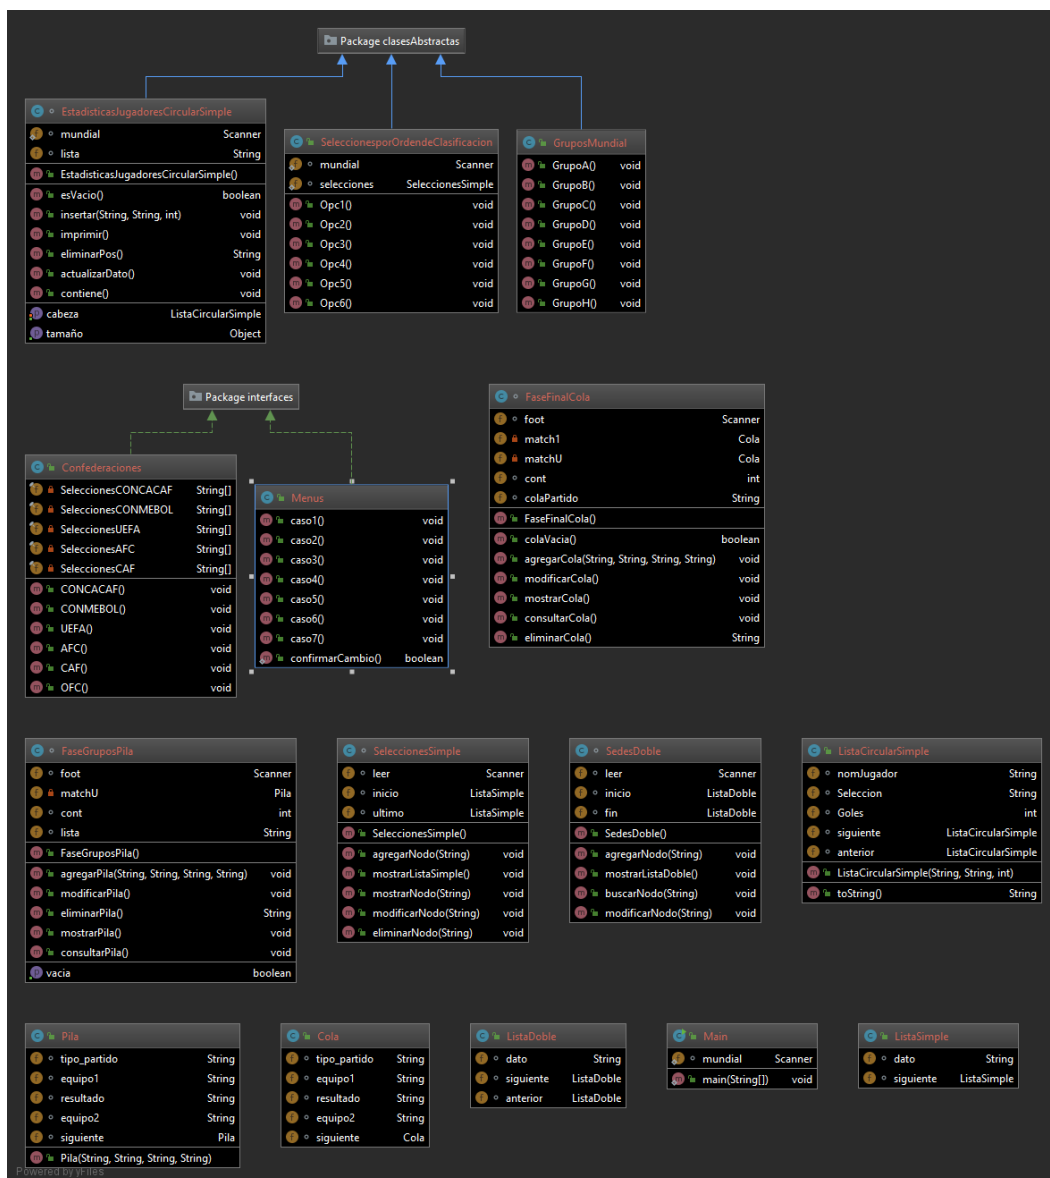 Package clasesAbstractas
EstadisticasJugadoresCircularSimple
mundial Scanner
lista String
EstadisticasJugadoresCircularSimple()
esVacio() boolean
insertar(String, String, int) void
imprimir() void
eliminarPos() String
actualizarDato() void
contiene() void
cabeza ListaCircularSimple
tamaño Object
SeleccionesporOrdendeClasificacion
mundial Scanner
selecciones SeleccionesSimple
Opc1() void
Opc2() void
Opc3() void
Opc4() void
Opc5() void
Opc6() void
GruposMundial
GrupoA() void
GrupoB() void
GrupoC() void
GrupoD() void
GrupoE() void
GrupoF() void
GrupoG() void
GrupoH() void
Package interfaces
Confederaciones
SeleccionesCONCACAF String[]
SeleccionesCONMEBOL String[]
SeleccionesUEFA String[]
SeleccionesAFC String[]
SeleccionesCAF String[]
CONCACAF() void
CONMEBOL() void
UEFA() void
AFC() void
CAF() void
OFC() void
Menus
caso1() void
caso2() void
caso3() void
caso4() void
caso5() void
caso6() void
caso7() void
confirmarCambio() boolean
FaseFinalCola
foot Scanner
match1 Cola
matchU Cola
cont int
colaPartido String
FaseFinalCola()
colaVacia() boolean
agregarCola(String, String, String, String) void
modificarCola() void
mostrarCola() void
consultarCola() void
eliminarCola() String
FaseGruposPila
foot Scanner
matchU Pila
cont int
lista String
FaseGruposPila()
agregarPila(String, String, String, String) void
modificarPila() void
eliminarPila() String
mostrarPila() void
consultarPila() void
vacia boolean
SeleccionesSimple
leer Scanner
inicio ListaSimple
ultimo ListaSimple
SeleccionesSimple()
agregarNodo(String) void
mostrarListaSimple() void
mostrarNodo(String) void
modificarNodo(String) void
eliminarNodo(String) void
SedesDoble
leer Scanner
inicio ListaDoble
fin ListaDoble
SedesDoble()
agregarNodo(String) void
mostrarListaDoble() void
buscarNodo(String) void
modificarNodo(String) void
ListaCircularSimple
nomJugador String
Seleccion String
Goles int
siguiente ListaCircularSimple
anterior ListaCircularSimple
ListaCircularSimple(String, String, int)
toString() String
Pila
tipo_partido String
equipo1 String
resultado String
equipo2 String
siguiente Pila
Pila(String, String, String, String)
Cola
tipo_partido String
equipo1 String
resultado String
equipo2 String
siguiente Cola
ListaDoble
dato String
siguiente ListaDoble
anterior ListaDoble
Main
mundial Scanner
main(String[]) void
ListaSimple
dato String
siguiente ListaSimple
Powered by yFiles